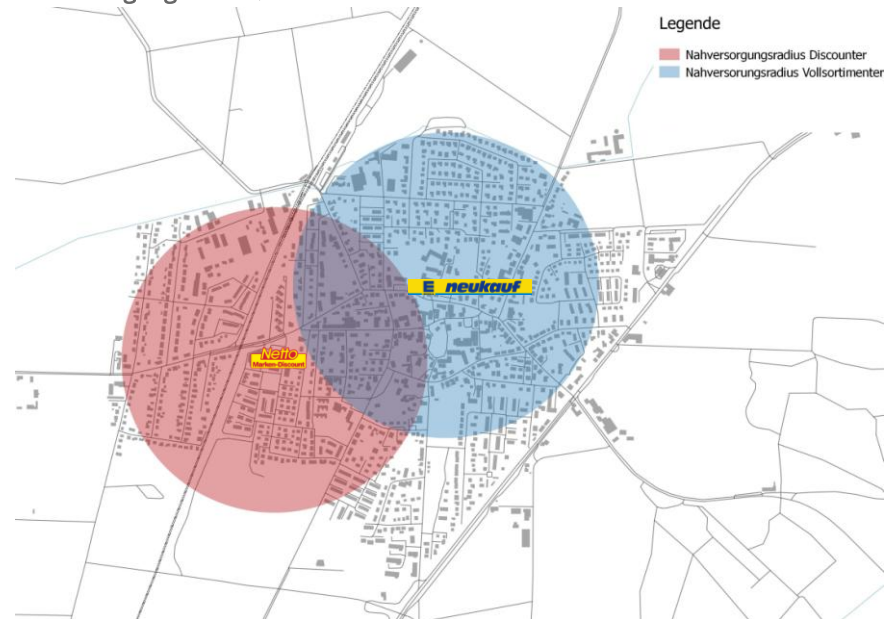 Legende
Nahversorgungsradius Discounter
Nahversorungsradius Vollsortimenter
E neukauf
Netto
Marken-Discount